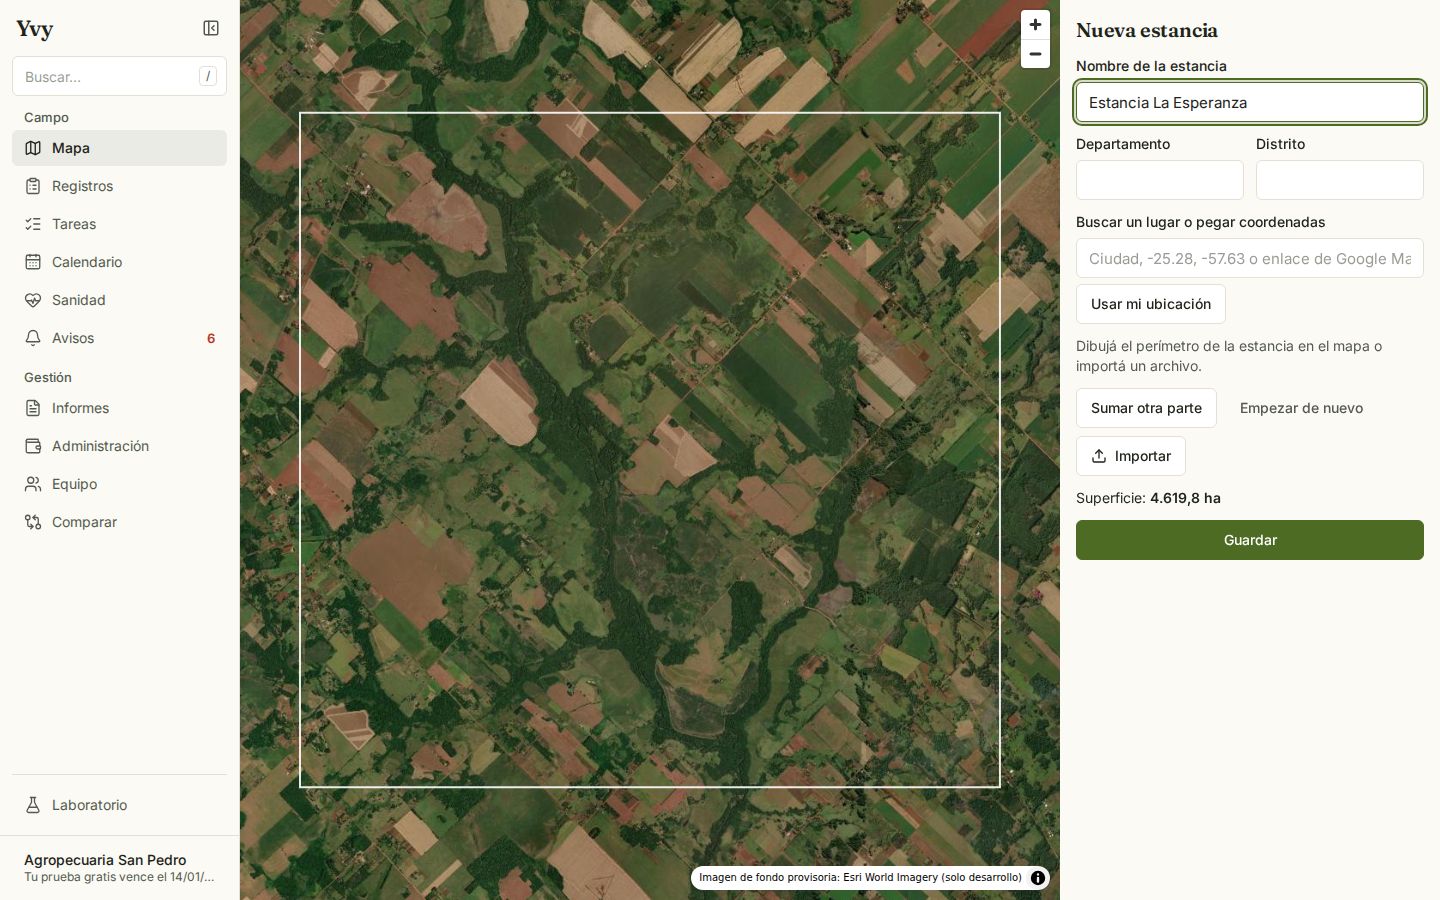 Yvy
Buscar...
/
Campo
Mapa
Registros
Tareas
Calendario
Sanidad
Avisos
6
Gestión
Informes
Administración
Equipo
Comparar
Laboratorio
Agropecuaria San Pedro
Tu prueba gratis vence el 14/01/...
+
−
Imagen de fondo provisoria: Esri World Imagery (solo desarrollo)
Nueva estancia
Nombre de la estancia
Estancia La Esperanza
Departamento
Distrito
Buscar un lugar o pegar coordenadas
Ciudad, -25.28, -57.63 o enlace de Google Ma
Usar mi ubicación
Dibujá el perímetro de la estancia en el mapa o
importá un archivo.
Sumar otra parte
Empezar de nuevo
Importar
Superficie: 4.619,8 ha
Guardar